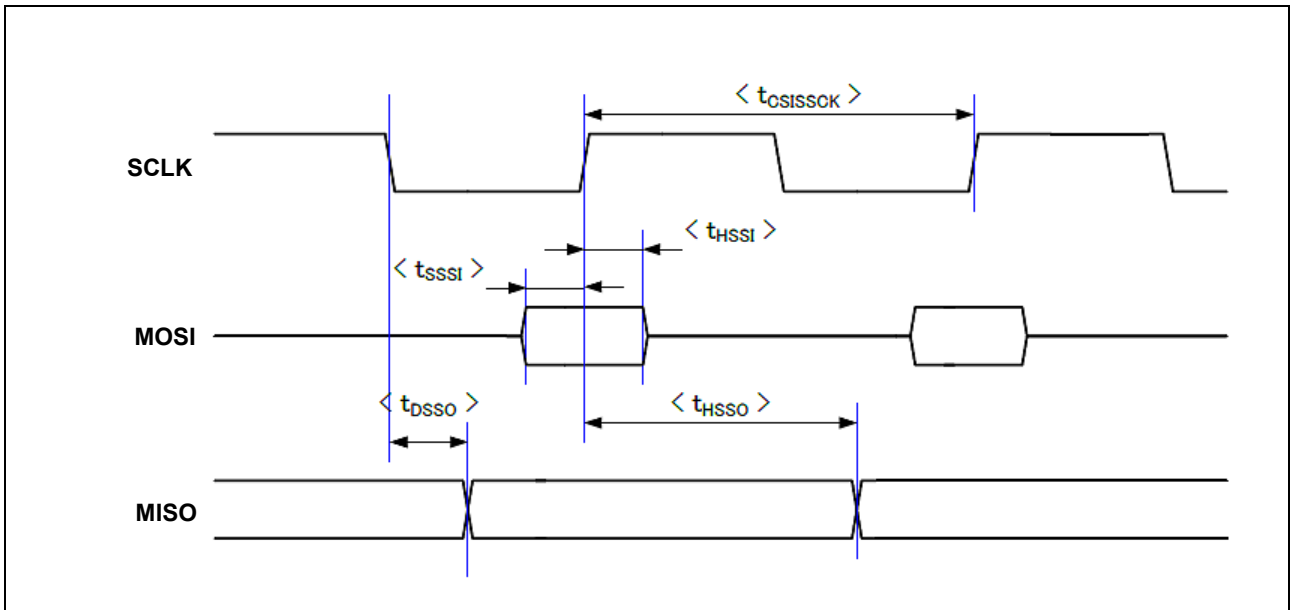 < tCSISSCK >
SCLK
< tHSSI >
< tSSSI >
MOSI
< tDSSO >
< tHSSO >
MISO